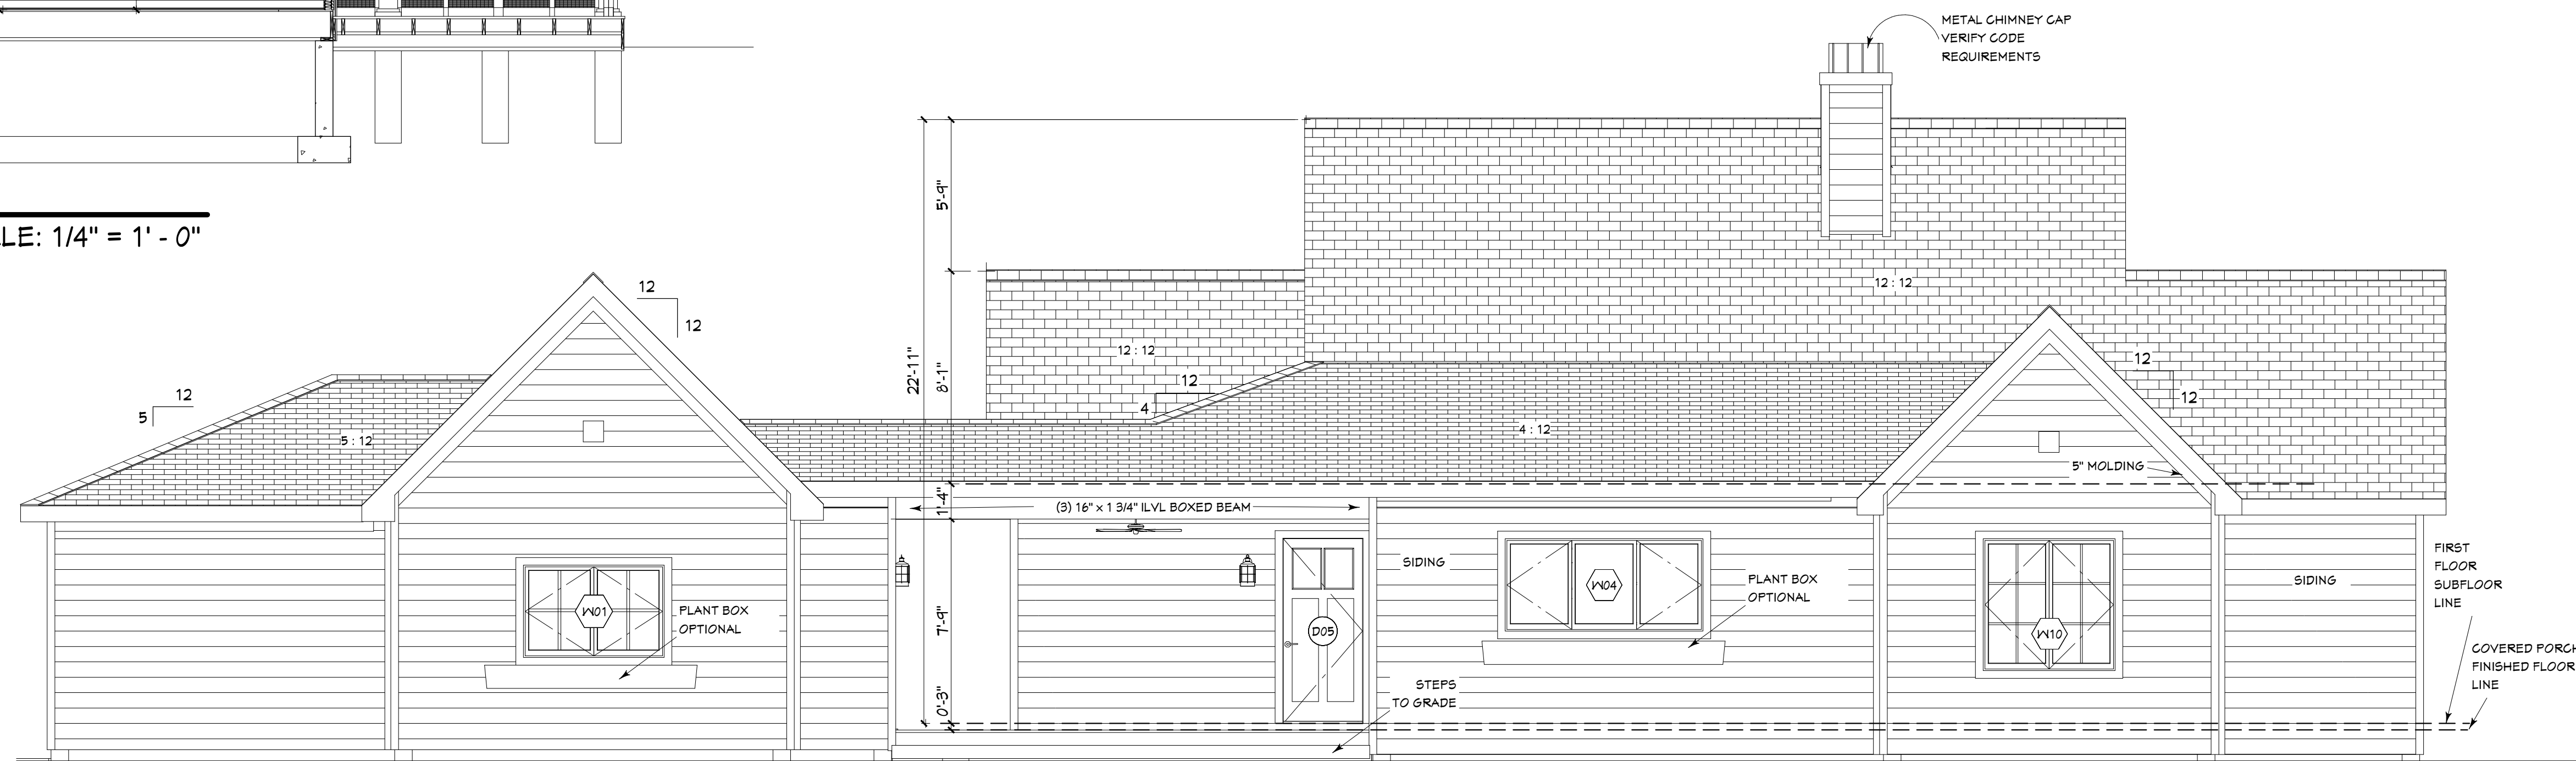 LE: 1/4" = 1' - 0"
METAL CHIMNEY CAP
VERIFY CODE
REQUIREMENTS
5'-9"
22'-11"
8'-1"
1'-4"
7'-9"
0'-3"
12
12
12
5
5 : 12
12 : 12
12
4
12 : 12
4 : 12
12
12
5" MOLDING
(3) 16" x 1 3/4" ILVL BOXED BEAM
SIDING
W01
PLANT BOX
OPTIONAL
D05
W04
PLANT BOX
OPTIONAL
W10
SIDING
STEPS
TO GRADE
FIRST
FLOOR
SUBFLOOR
LINE
COVERED PORCH
FINISHED FLOOR
LINE